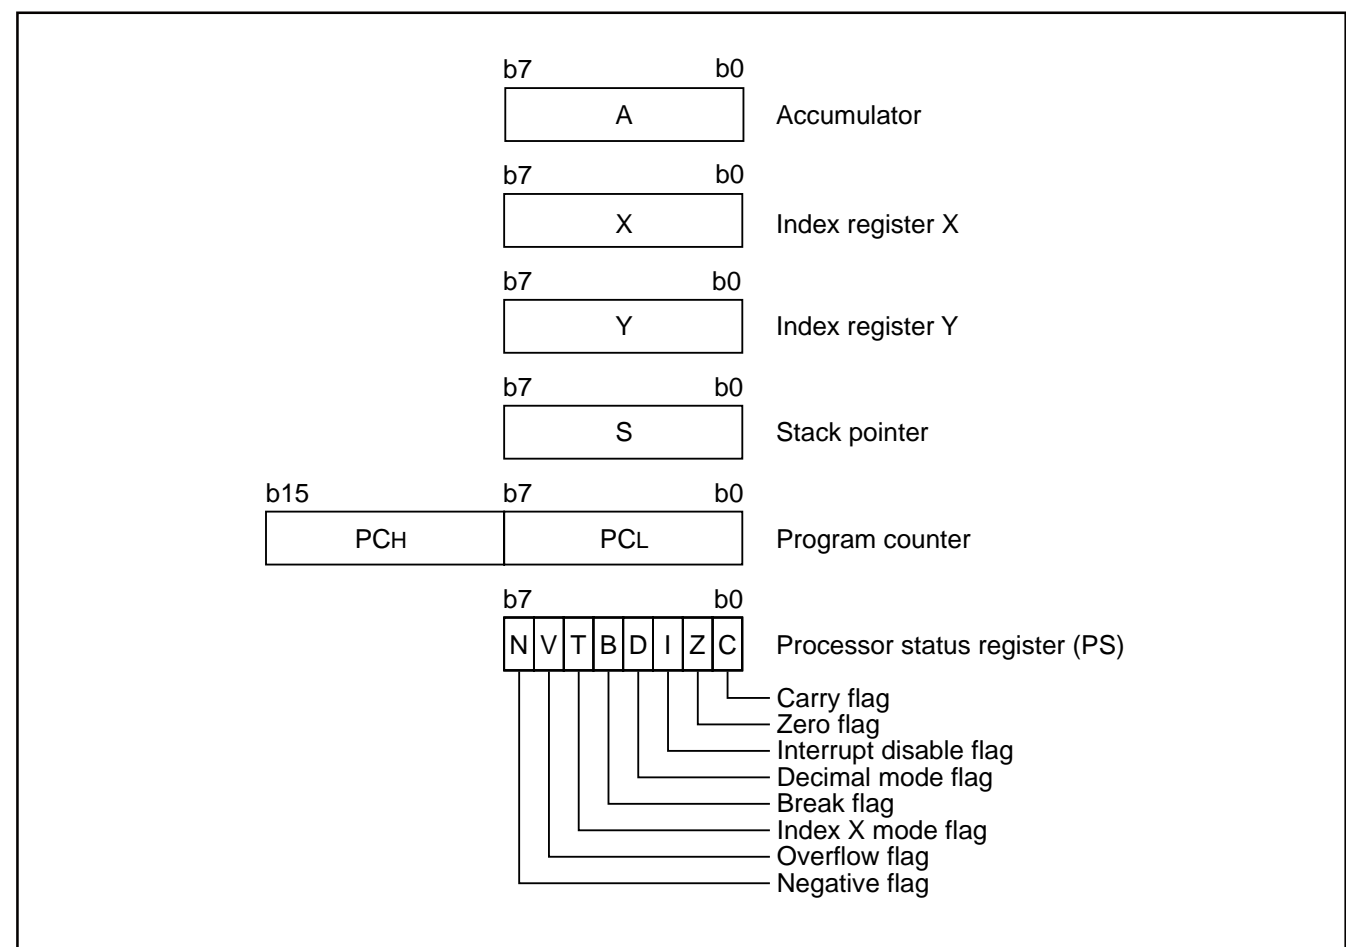 b7 b0
A Accumulator
b7 b0
X Index register X
b7 b0
Y Index register Y
b7 b0
S Stack pointer
b15 b7 b0
PCH PCL Program counter
b7 b0
N V T B D I Z C Processor status register (PS)
Carry flag
Zero flag
Interrupt disable flag
Decimal mode flag
Break flag
Index X mode flag
Overflow flag
Negative flag